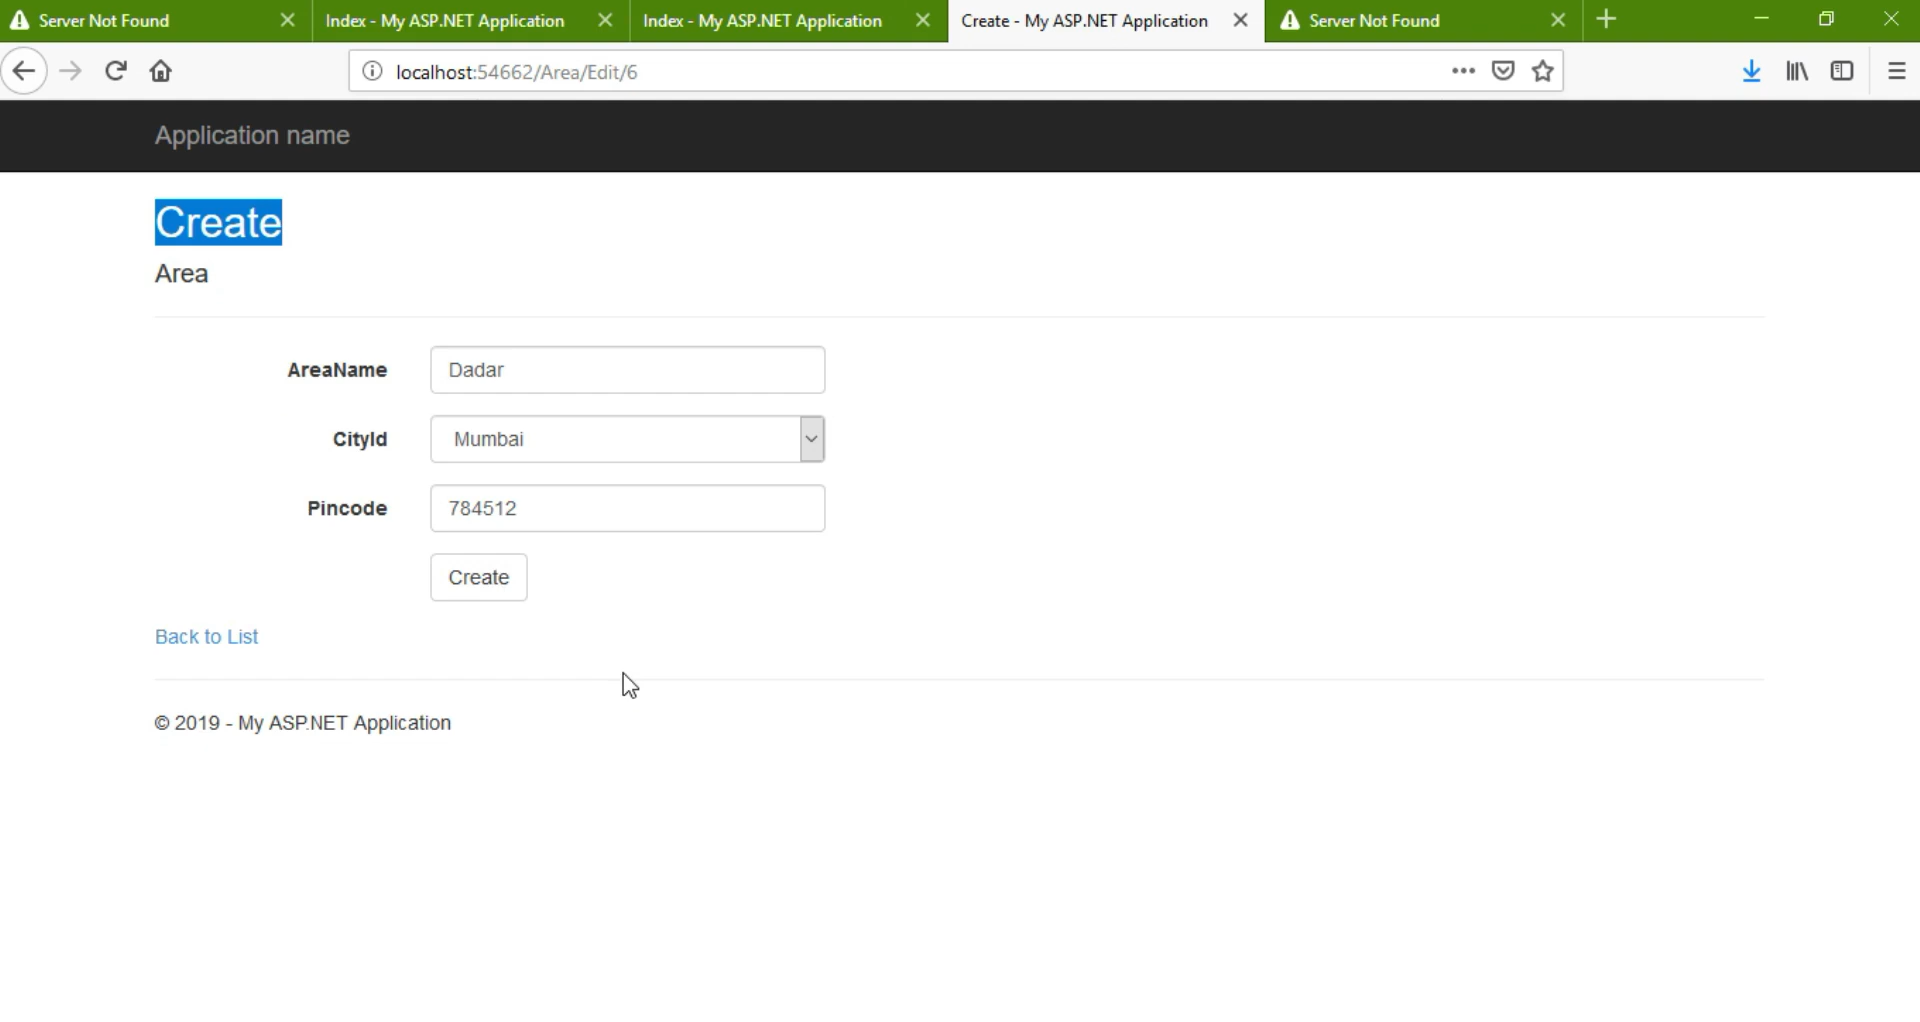 Server Not Found
Index - My ASP.NET Application
Index - My ASP.NET Application
Create - My ASP.NET Application
Server Not Found
localhost:54662/Area/Edit/6
Application name
Create
Area
AreaName Dadar
CityId Mumbai
Pincode 784512
Create
Back to List
© 2019 - My ASP.NET Application